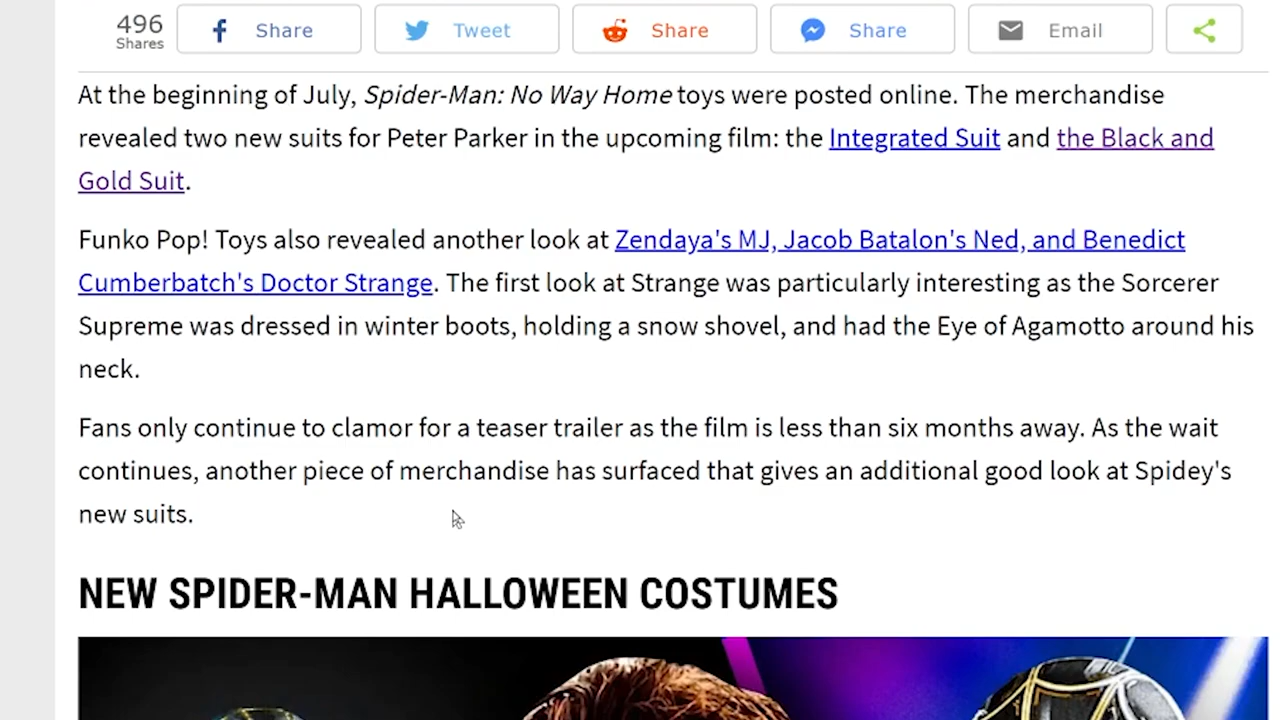 496
Shares
Share
Tweet
Share
Share
Email
At the beginning of July, Spider-Man: No Way Home toys were posted online. The merchandise
revealed two new suits for Peter Parker in the upcoming film: the Integrated Suit and the Black and
Gold Suit.
Funko Pop! Toys also revealed another look at Zendaya's MJ, Jacob Batalon's Ned, and Benedict
Cumberbatch's Doctor Strange. The first look at Strange was particularly interesting as the Sorcerer
Supreme was dressed in winter boots, holding a snow shovel, and had the Eye of Agamotto around his
neck.
Fans only continue to clamor for a teaser trailer as the film is less than six months away. As the wait
continues, another piece of merchandise has surfaced that gives an additional good look at Spidey's
new suits.
NEW SPIDER-MAN HALLOWEEN COSTUMES